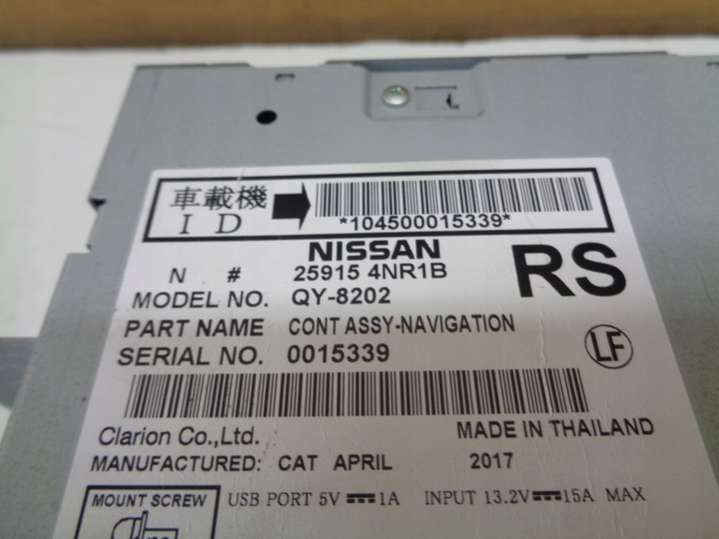 車載機
ID
*104500015339*
NISSAN
RS
N # 25915 4NR1B
MODEL NO. QY-8202
PART NAME CONT ASSY-NAVIGATION
SERIAL NO. 0015339
LF
Clarion Co.,Ltd. MADE IN THAILAND
MANUFACTURED: CAT APRIL 2017
MOUNT SCREW USB PORT 5V⎓1A INPUT 13.2V⎓15A MAX